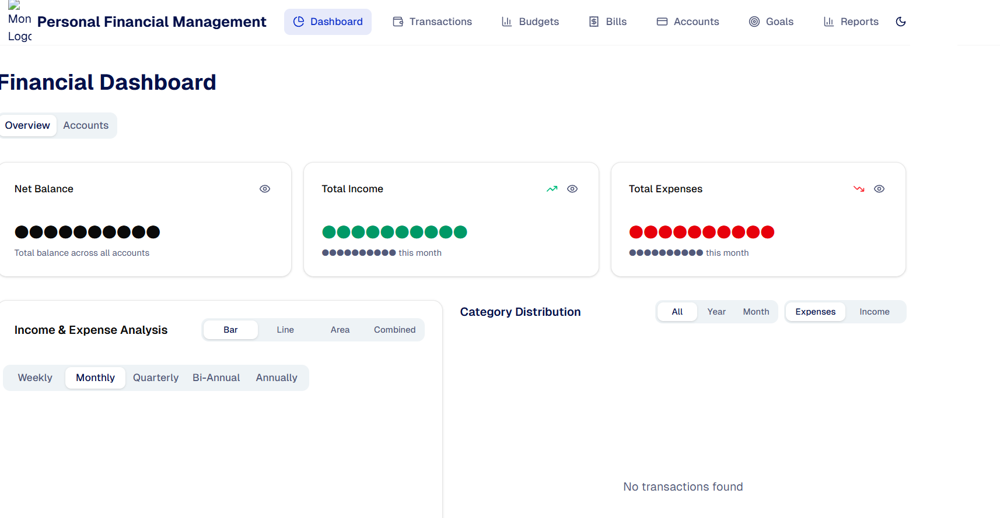 Mon
Logo
Personal Financial Management
Dashboard
Transactions
Budgets
Bills
Accounts
Goals
Reports
Financial Dashboard
Overview
Accounts
Net Balance
●●●●●●●●●●
Total balance across all accounts
Total Income
●●●●●●●●●●
●●●●●●●●●● this month
Total Expenses
●●●●●●●●●●
●●●●●●●●●● this month
Income & Expense Analysis
Bar
Line
Area
Combined
Weekly
Monthly
Quarterly
Bi-Annual
Annually
Category Distribution
All
Year
Month
Expenses
Income
No transactions found